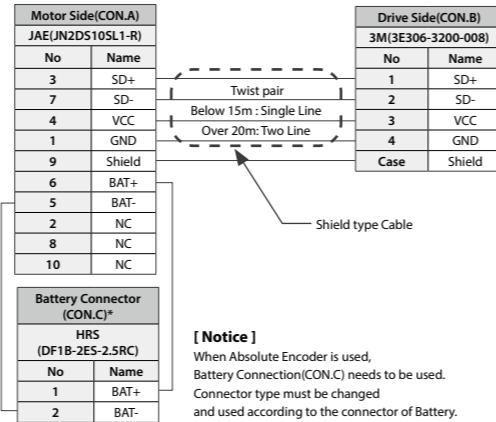 Motor Side(CON.A)
JAE(JN2DS10SL1-R)
No Name
3 SD+
7 SD-
4 VCC
1 GND
9 Shield
6 BAT+
5 BAT-
2 NC
8 NC
10 NC
Twist pair
Below 15m : Single Line
Over 20m: Two Line
Shield type Cable
Drive Side(CON.B)
3M(3E306-3200-008)
No Name
1 SD+
2 SD-
3 VCC
4 GND
Case Shield
Battery Connector
(CON.C)*
HRS
(DF1B-2ES-2.5RC)
No Name
1 BAT+
2 BAT-
[ Notice ]
When Absolute Encoder is used,
Battery Connection(CON.C) needs to be used.
Connector type must be changed
and used according to the connector of Battery.